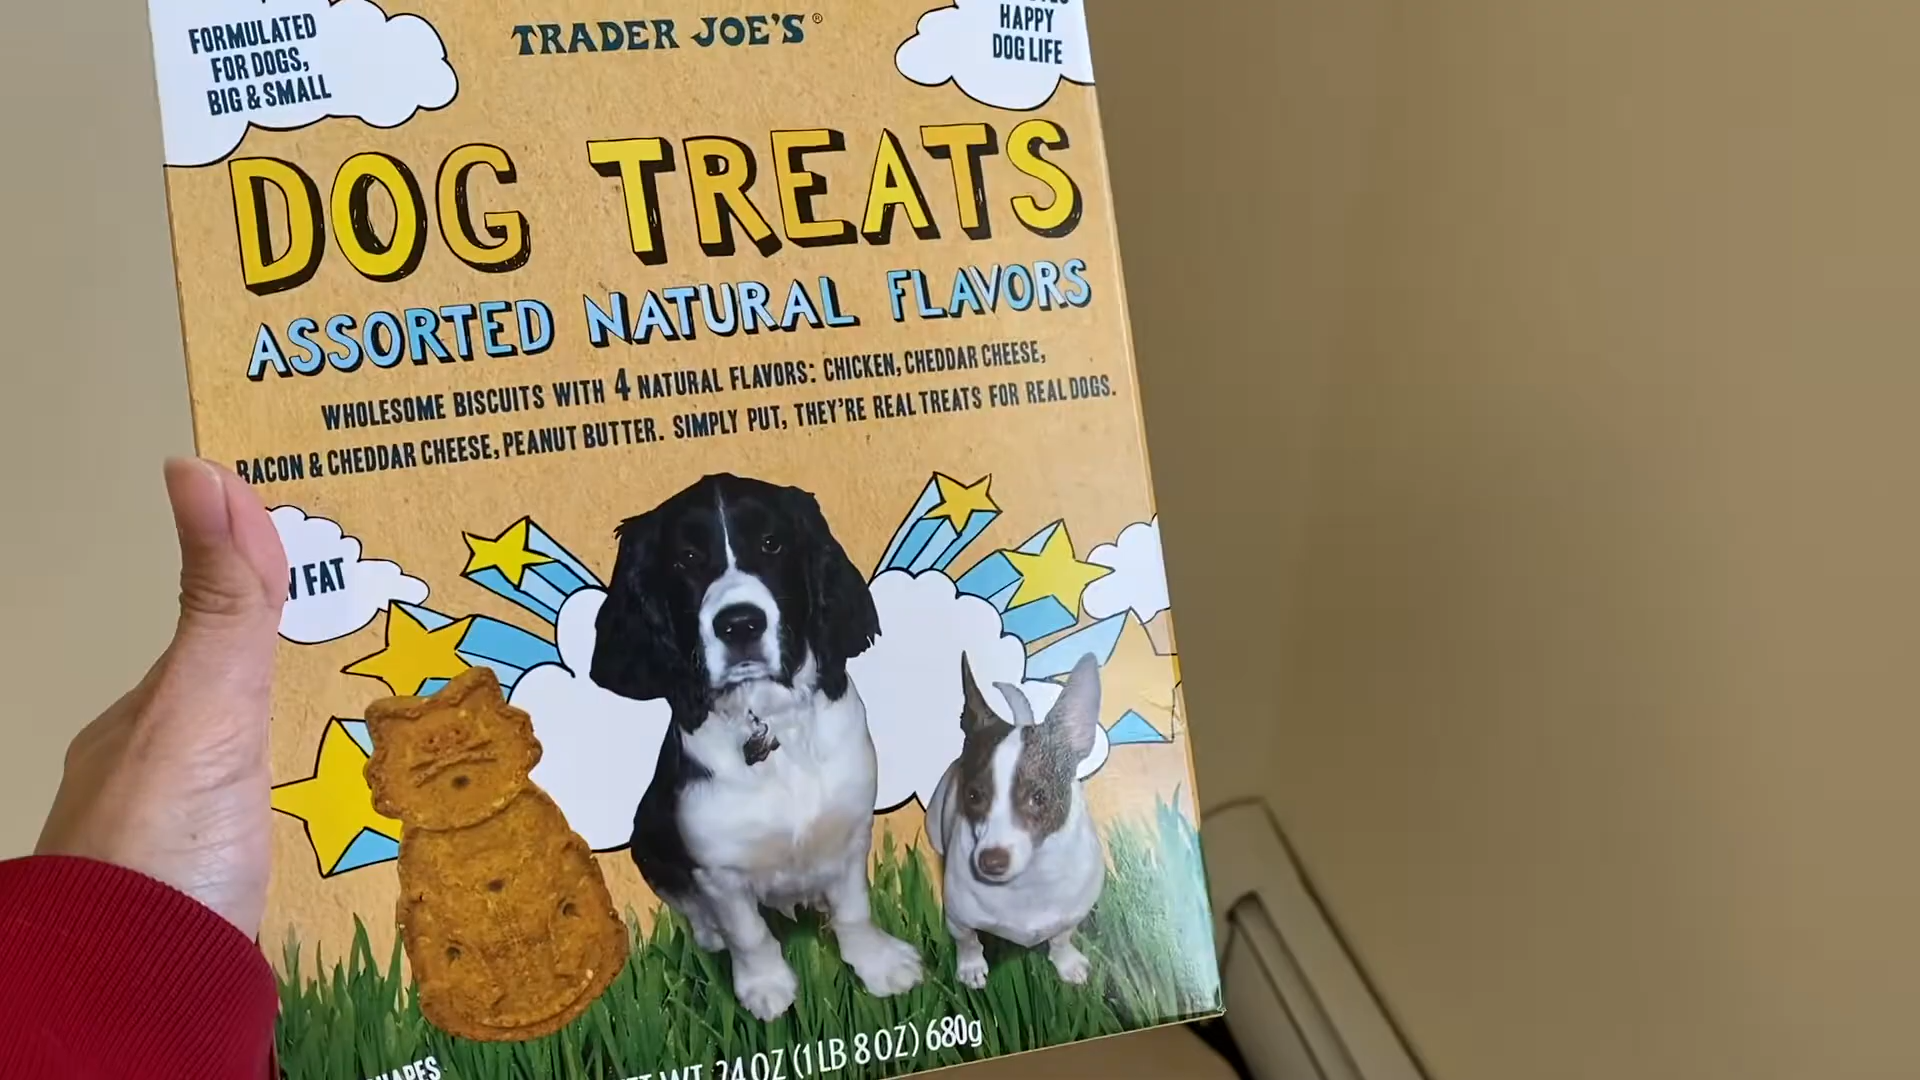 FORMULATED
FOR DOGS,
BIG & SMALL
TRADER JOE'S®
HAPPY
DOG LIFE
DOG TREATS
ASSORTED NATURAL FLAVORS
WHOLESOME BISCUITS WITH 4 NATURAL FLAVORS: CHICKEN, CHEDDAR CHEESE,
BACON & CHEDDAR CHEESE, PEANUT BUTTER. SIMPLY PUT, THEY'RE REAL TREATS FOR REAL DOGS.
FAT
WT 24 OZ (1 LB 8 OZ) 680g